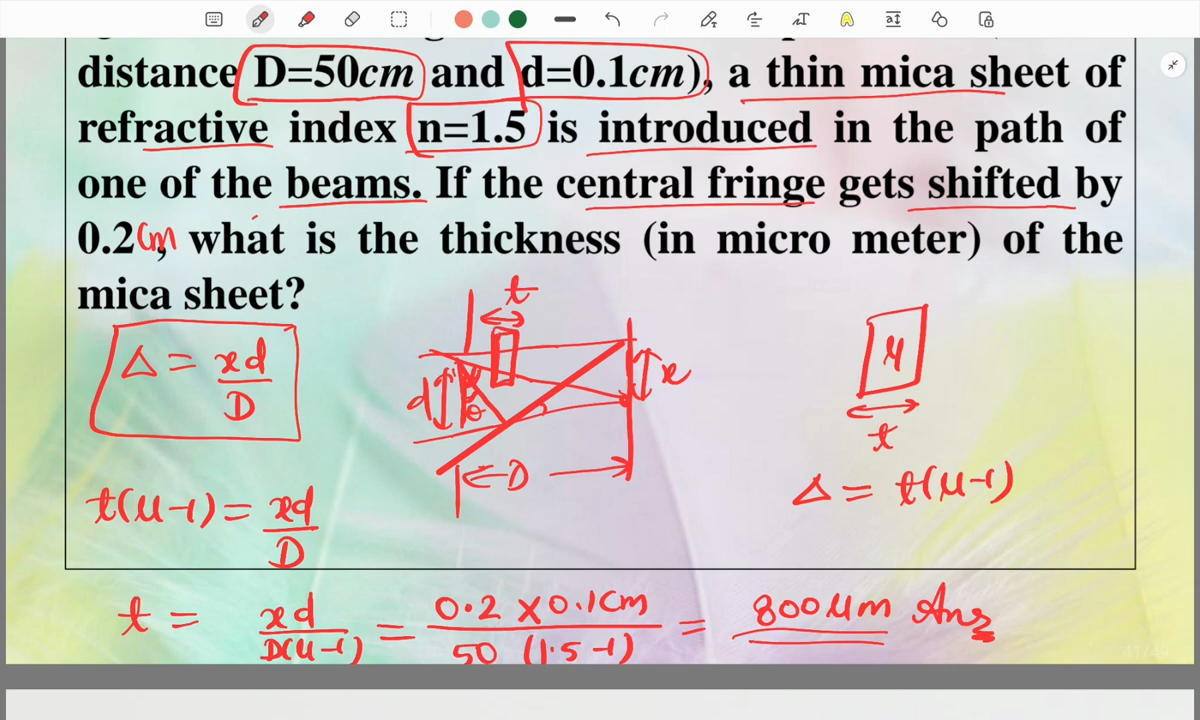 distance D=50cm and d=0.1cm), a thin mica sheet of
refractive index n=1.5 is introduced in the path of
one of the beams. If the central fringe gets shifted by
0.2cm, what is the thickness (in micro meter) of the
mica sheet?
t
Δ = xd/D
μ
d
θ
x
t
D
Δ = t(μ-1)
t(μ-1) = xd/D
t = xd/D(μ-1) = 0.2 x 0.1cm/50 (1.5-1) = 800μm Ans
41/49